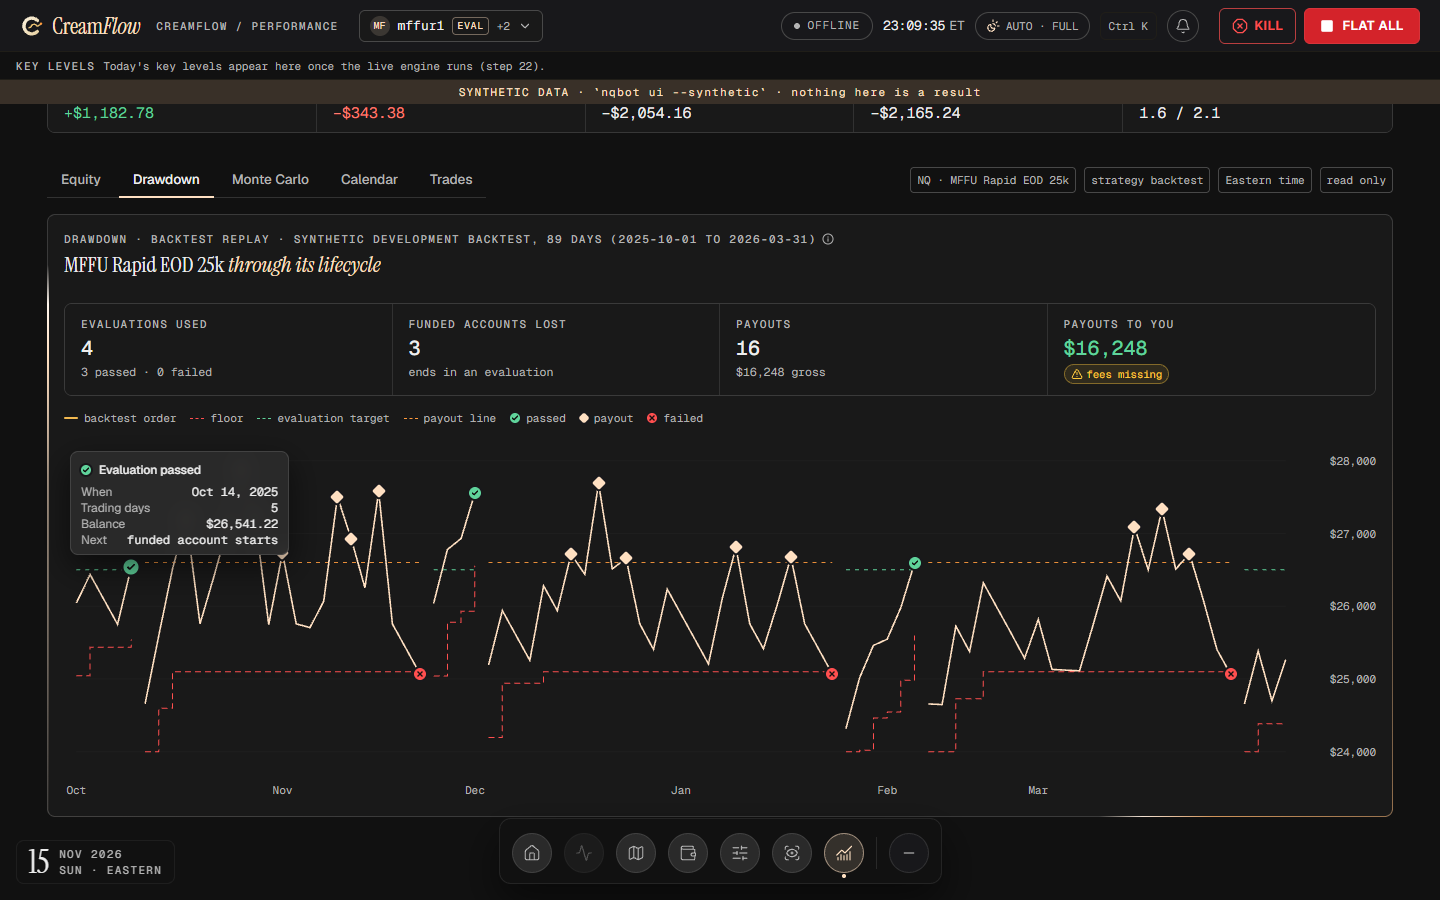 CreamFlow CREAMFLOW / PERFORMANCE MF mffur1 EVAL +2 OFFLINE 23:09:35 ET AUTO · FULL Ctrl K KILL FLAT ALL
KEY LEVELS Today's key levels appear here once the live engine runs (step 22).
SYNTHETIC DATA · `nqbot ui --synthetic` · nothing here is a result
+$1,182.78 −$343.38 −$2,054.16 −$2,165.24 1.6 / 2.1
Equity Drawdown Monte Carlo Calendar Trades NQ · MFFU Rapid EOD 25k strategy backtest Eastern time read only
DRAWDOWN · BACKTEST REPLAY · SYNTHETIC DEVELOPMENT BACKTEST, 89 DAYS (2025-10-01 TO 2026-03-31)
MFFU Rapid EOD 25k through its lifecycle
EVALUATIONS USED
4
3 passed · 0 failed
FUNDED ACCOUNTS LOST
3
ends in an evaluation
PAYOUTS
16
$16,248 gross
PAYOUTS TO YOU
$16,248
fees missing
backtest order floor evaluation target payout line passed payout failed
Evaluation passed
When Oct 14, 2025
Trading days 5
Balance $26,541.22
Next funded account starts
$28,000
$27,000
$26,000
$25,000
$24,000
Oct Nov Dec Jan Feb Mar
15 NOV 2026
SUN · EASTERN